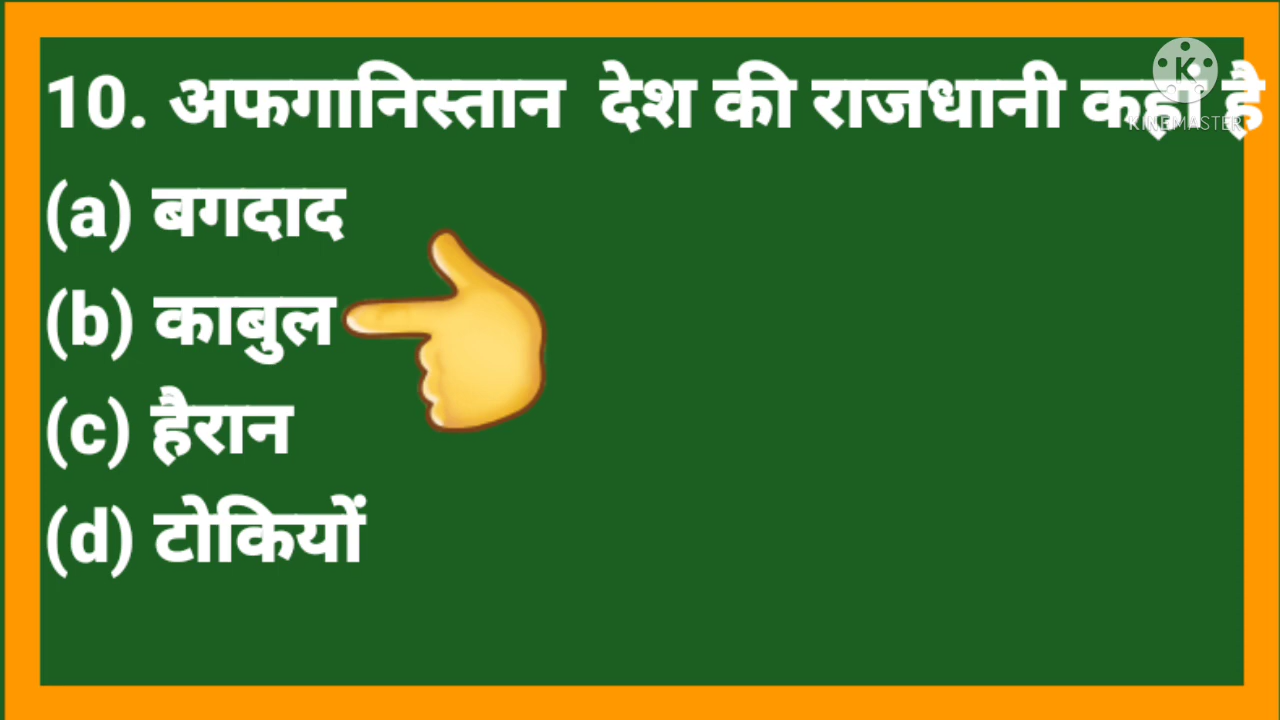 10. अफगानिस्तान देश की राजधानी कहां है
(a) बगदाद
(b) काबुल
(c) हैरान
(d) टोकियों
K
KINEMASTER